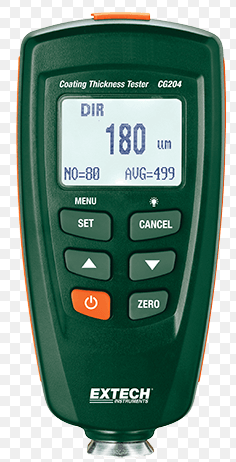 Coating Thickness Tester CG204
DIR
180 um
NO=80 AVG=499
MENU
SET CANCEL
ZERO
EXTECH
INSTRUMENTS